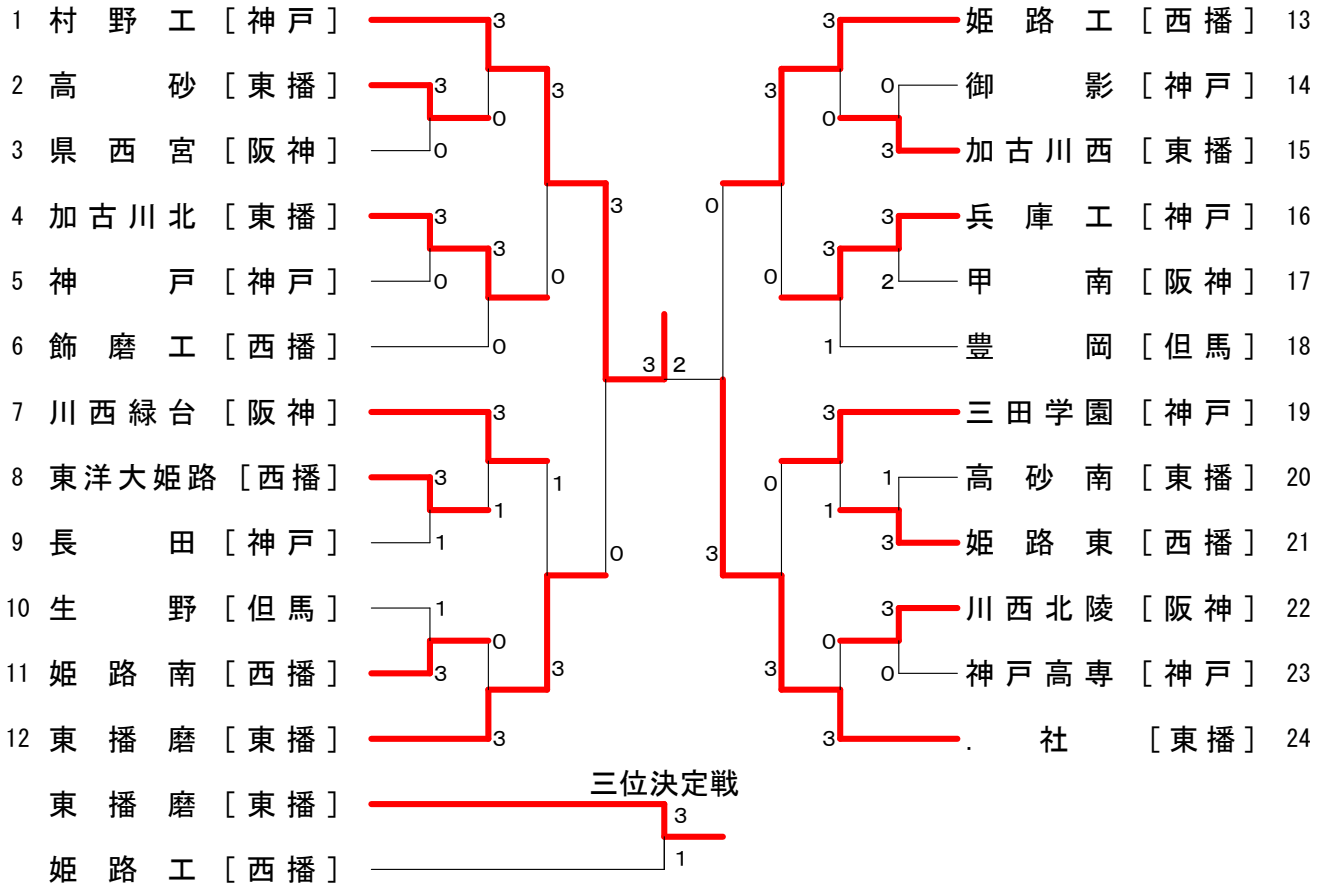 1 村野工 [神戸] 3 3 姫路工 [西播] 13
2 高砂 [東播] 3 3 3 0 御影 [神戸] 14
0 0
3 県西宮 [阪神] 0 3 加古川西 [東播] 15
4 加古川北 [東播] 3 3 0 3 兵庫工 [神戸] 16
3 3
5 神戸 [神戸] 0 0 0 2 甲南 [阪神] 17
6 飾磨工 [西播] 0 1 豊岡 [但馬] 18
3 2
7 川西緑台 [阪神] 3 3 三田学園 [神戸] 19
8 東洋大姫路 [西播] 3 1 0 1 高砂南 [東播] 20
1 1
9 長田 [神戸] 1 0 3 3 姫路東 [西播] 21
10 生野 [但馬] 1 3 川西北陵 [阪神] 22
0 0
11 姫路南 [西播] 3 3 3 0 神戸高専 [神戸] 23
12 東播磨 [東播] 3 3 . 社 [東播] 24
三位決定戦
東播磨 [東播] 3
姫路工 [西播] 1